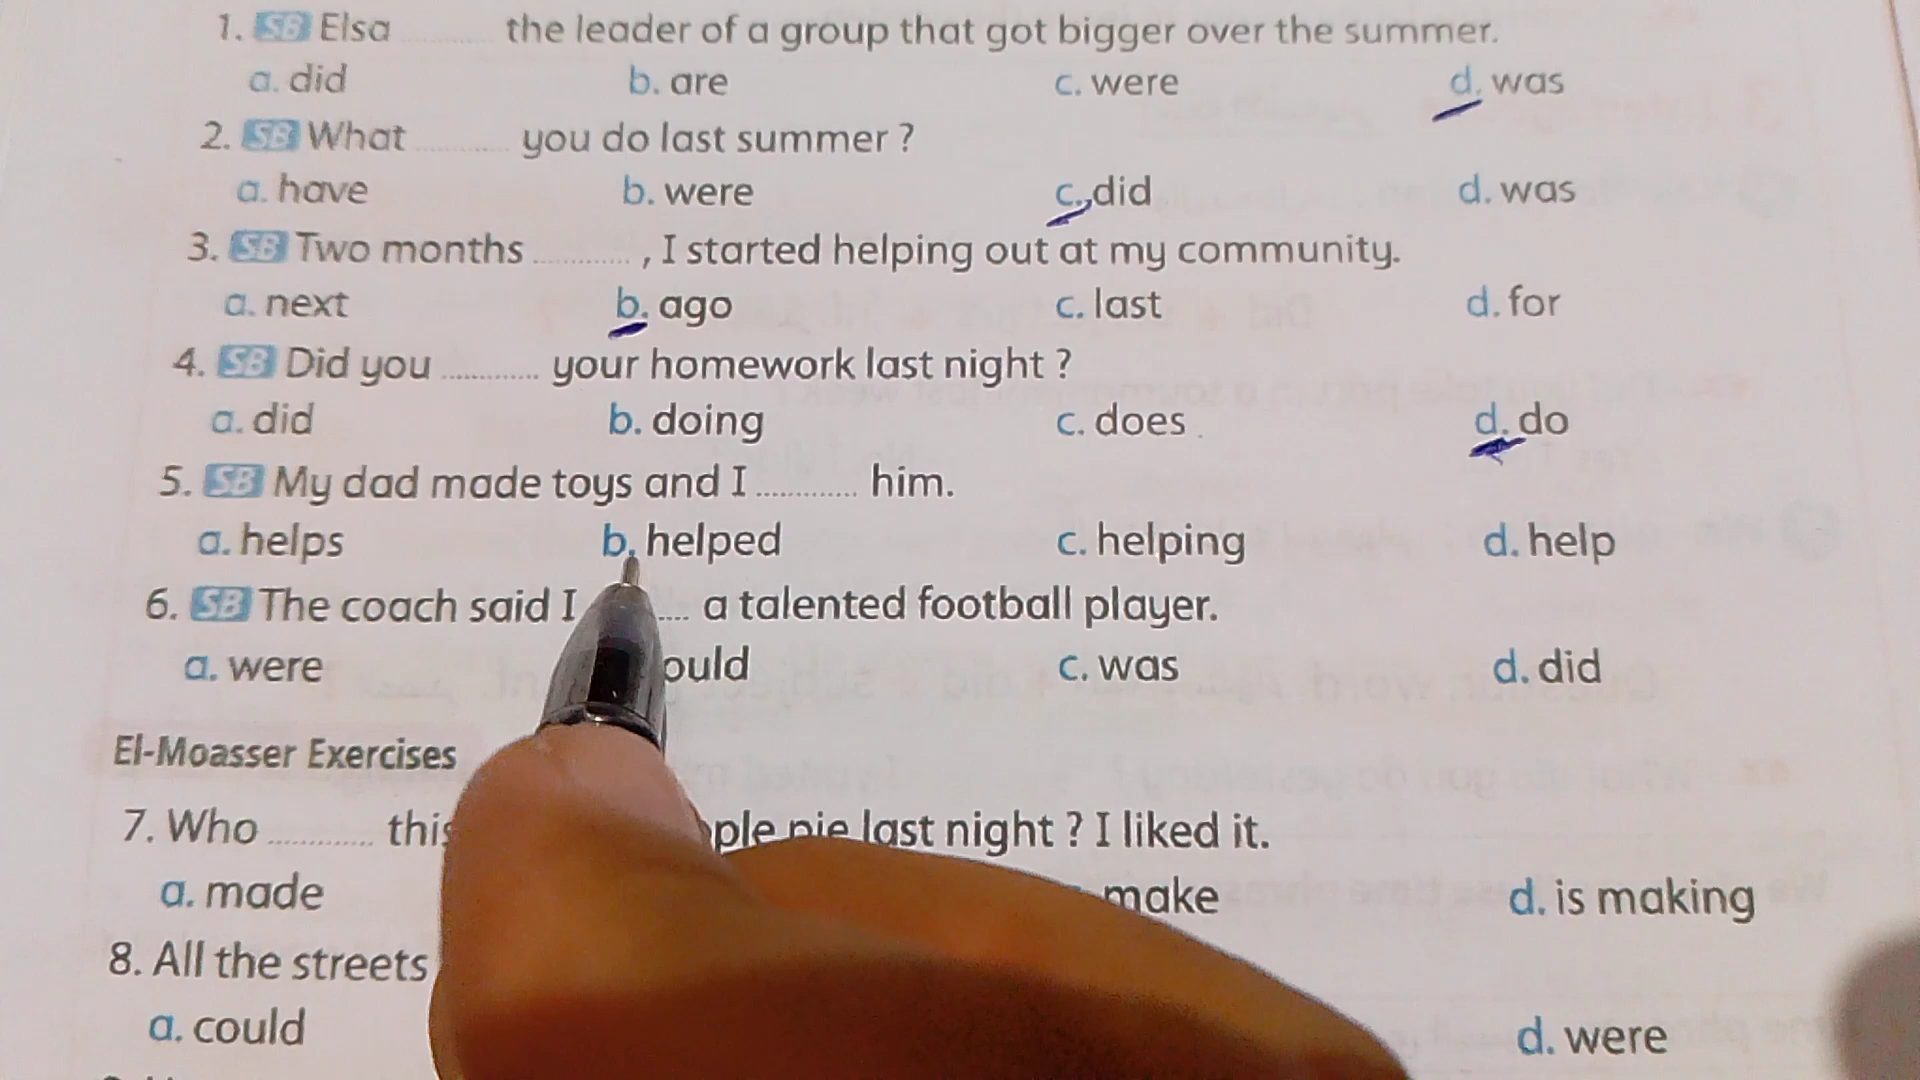 1. SB Elsa ............ the leader of a group that got bigger over the summer.
a. did b. are c. were d. was
2. SB What ............ you do last summer ?
a. have b. were c. did d. was
3. SB Two months ............ , I started helping out at my community.
a. next b. ago c. last d. for
4. SB Did you ............ your homework last night ?
a. did b. doing c. does d. do
5. SB My dad made toys and I ............ him.
a. helps b. helped c. helping d. help
6. SB The coach said I .... a talented football player.
a. were c. was d. did
El-Moasser Exercises
7. Who ............ pie last night ? I liked it.
a. made make d. is making
8. All the streets
a. could d. were